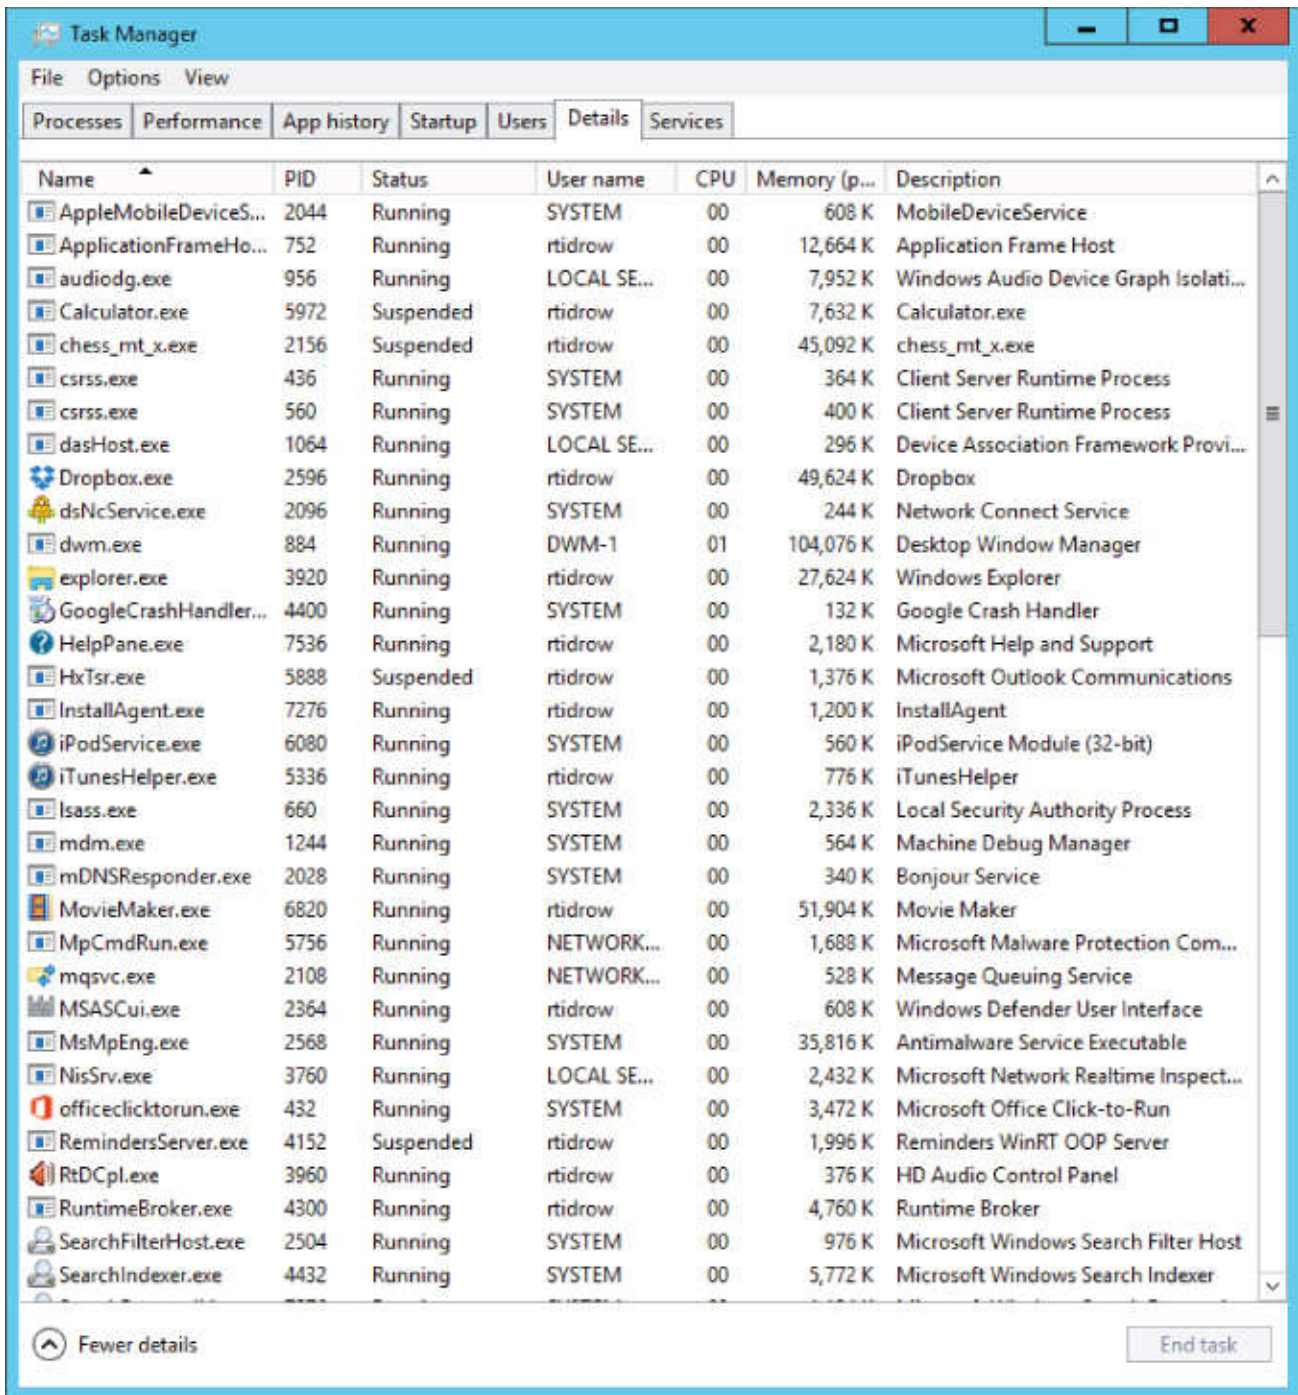 Task Manager
File Options View
Processes Performance App history Startup Users Details Services
Name PID Status User name CPU Memory (p... Description
AppleMobileDeviceS... 2044 Running SYSTEM 00 608 K MobileDeviceService
ApplicationFrameHo... 752 Running rtidrow 00 12,664 K Application Frame Host
audiodg.exe 956 Running LOCAL SE... 00 7,952 K Windows Audio Device Graph Isolati...
Calculator.exe 5972 Suspended rtidrow 00 7,632 K Calculator.exe
chess_mt_x.exe 2156 Suspended rtidrow 00 45,092 K chess_mt_x.exe
csrss.exe 436 Running SYSTEM 00 364 K Client Server Runtime Process
csrss.exe 560 Running SYSTEM 00 400 K Client Server Runtime Process
dasHost.exe 1064 Running LOCAL SE... 00 296 K Device Association Framework Provi...
Dropbox.exe 2596 Running rtidrow 00 49,624 K Dropbox
dsNcService.exe 2096 Running SYSTEM 00 244 K Network Connect Service
dwm.exe 884 Running DWM-1 01 104,076 K Desktop Window Manager
explorer.exe 3920 Running rtidrow 00 27,624 K Windows Explorer
GoogleCrashHandler... 4400 Running SYSTEM 00 132 K Google Crash Handler
HelpPane.exe 7536 Running rtidrow 00 2,180 K Microsoft Help and Support
HxTsr.exe 5888 Suspended rtidrow 00 1,376 K Microsoft Outlook Communications
InstallAgent.exe 7276 Running rtidrow 00 1,200 K InstallAgent
iPodService.exe 6080 Running SYSTEM 00 560 K iPodService Module (32-bit)
iTunesHelper.exe 5336 Running rtidrow 00 776 K iTunesHelper
lsass.exe 660 Running SYSTEM 00 2,336 K Local Security Authority Process
mdm.exe 1244 Running SYSTEM 00 564 K Machine Debug Manager
mDNSResponder.exe 2028 Running SYSTEM 00 340 K Bonjour Service
MovieMaker.exe 6820 Running rtidrow 00 51,904 K Movie Maker
MpCmdRun.exe 5756 Running NETWORK... 00 1,688 K Microsoft Malware Protection Com...
mqsvc.exe 2108 Running NETWORK... 00 528 K Message Queuing Service
MSASCui.exe 2364 Running rtidrow 00 608 K Windows Defender User Interface
MsMpEng.exe 2568 Running SYSTEM 00 35,816 K Antimalware Service Executable
NisSrv.exe 3760 Running LOCAL SE... 00 2,432 K Microsoft Network Realtime Inspect...
officeclicktorun.exe 432 Running SYSTEM 00 3,472 K Microsoft Office Click-to-Run
RemindersServer.exe 4152 Suspended rtidrow 00 1,996 K Reminders WinRT OOP Server
RtDCpl.exe 3960 Running rtidrow 00 376 K HD Audio Control Panel
RuntimeBroker.exe 4300 Running rtidrow 00 4,760 K Runtime Broker
SearchFilterHost.exe 2504 Running SYSTEM 00 976 K Microsoft Windows Search Filter Host
SearchIndexer.exe 4432 Running SYSTEM 00 5,772 K Microsoft Windows Search Indexer
Fewer details End task